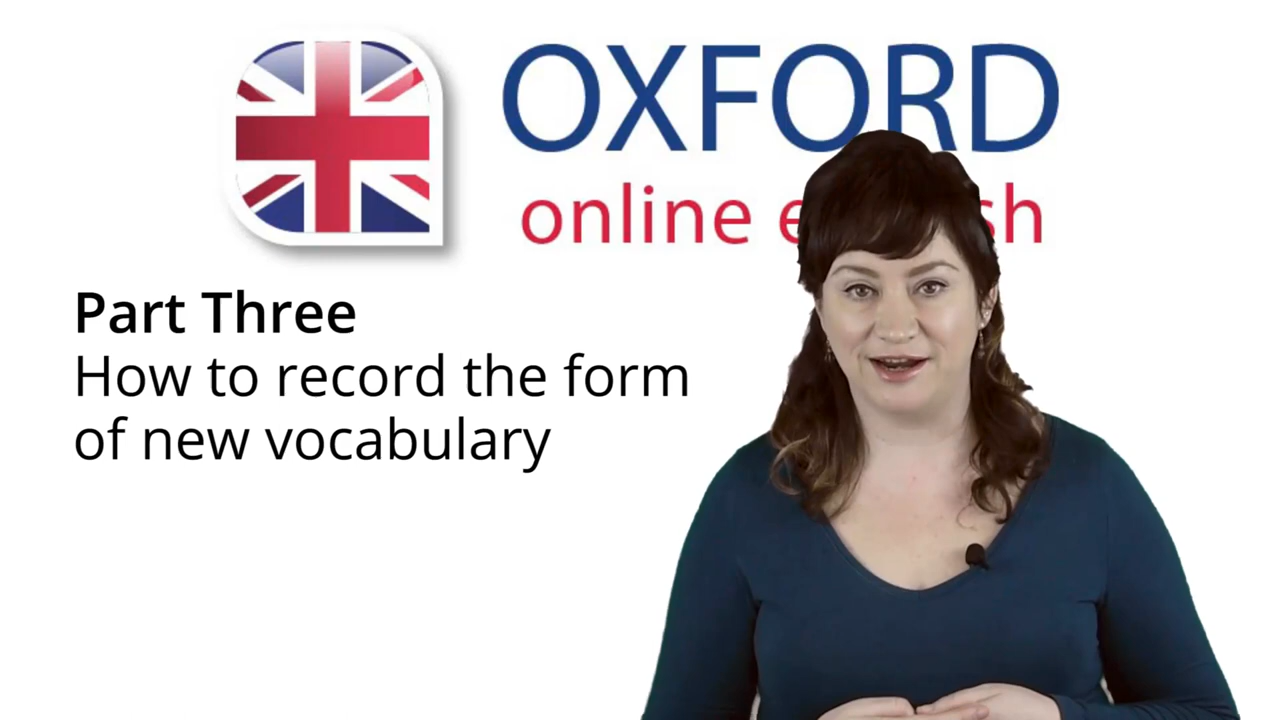 OXFORD
online
Part Three
How to record the form
of new vocabulary